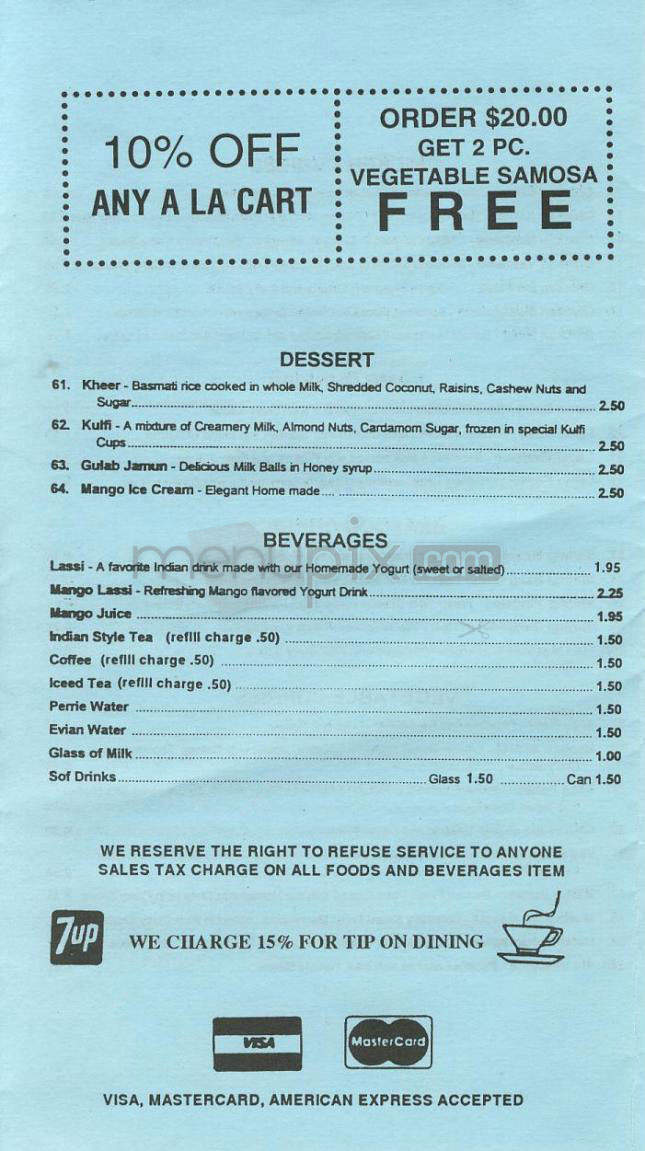 10% OFF
ANY A LA CART
ORDER $20.00
GET 2 PC.
VEGETABLE SAMOSA
FREE
DESSERT
61. Kheer - Basmati rice cooked in whole Milk, Shredded Coconut, Raisins, Cashew Nuts and
Sugar 2.50
62. Kulfi - A mixture of Creamery Milk, Almond Nuts, Cardamom Sugar, frozen in special Kulfi
Cups 2.50
63. Gulab Jamun - Delicious Milk Balls in Honey syrup 2.50
64. Mango Ice Cream - Elegant Home made 2.50
BEVERAGES
menupix.com
Lassi - A favorite Indian drink made with our Homemade Yogurt (sweet or salted) 1.95
Mango Lassi - Refreshing Mango flavored Yogurt Drink 2.25
Mango Juice 1.95
Indian Style Tea (refill charge .50) 1.50
Coffee (refill charge .50) 1.50
Iced Tea (refill charge .50) 1.50
Perrie Water 1.50
Evian Water 1.50
Glass of Milk 1.00
Sof Drinks Glass 1.50 Can 1.50
WE RESERVE THE RIGHT TO REFUSE SERVICE TO ANYONE
SALES TAX CHARGE ON ALL FOODS AND BEVERAGES ITEM
7up
WE CHARGE 15% FOR TIP ON DINING
VISA
MasterCard
VISA, MASTERCARD, AMERICAN EXPRESS ACCEPTED